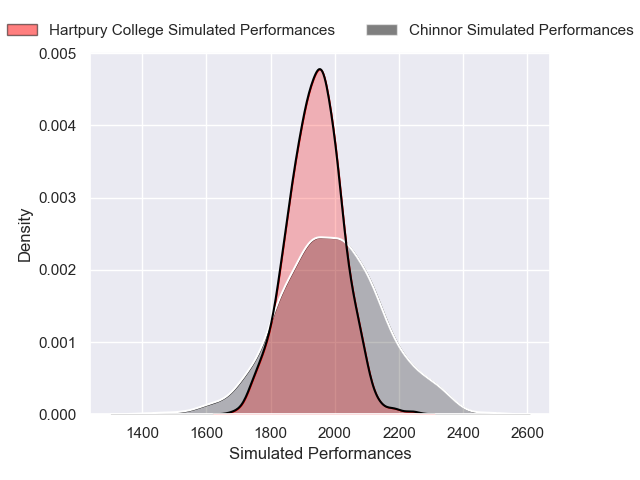 Hartpury College Simulated Performances
Chinnor Simulated Performances
0.005
0.004
0.003
0.002
0.001
0.000
Density
1400 1600 1800 2000 2200 2400 2600
Simulated Performances